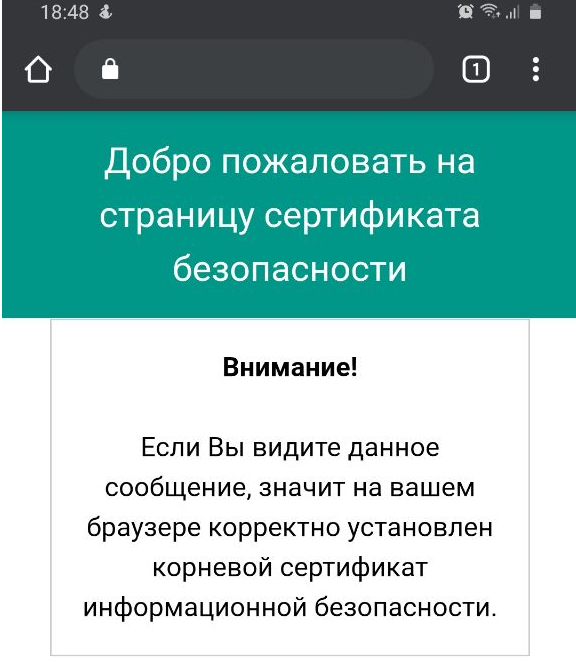 18:48
1
Добро пожаловать на
страницу сертификата
безопасности
Внимание!
Если Вы видите данное
сообщение, значит на вашем
браузере корректно установлен
корневой сертификат
информационной безопасности.